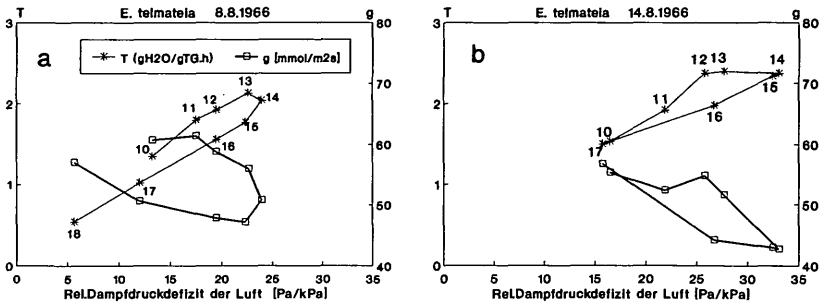 T E. telmateia 8.8.1966 g
3 80
a
T (gH2O/gTG.h) g [mmol/m2s]
70
13
12 14
2 11
15
10 16 60
1 17
50
18
0 40
0 5 10 15 20 25 30 35
Rel.Dampfdruckdefizit der Luft [Pa/kPa]
T E. telmateia 14.8.1966 g
3 80
b
12 13 14
70
15
2 11
16
10
17 60
1
50
0 40
0 5 10 15 20 25 30 35
Rel.Dampfdruckdefizit der Luft [Pa/kPa]